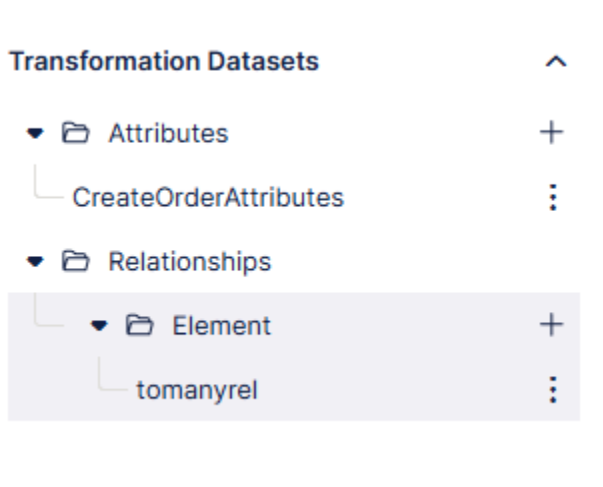 Transformation Datasets
Attributes
CreateOrderAttributes
Relationships
Element
tomanyrel